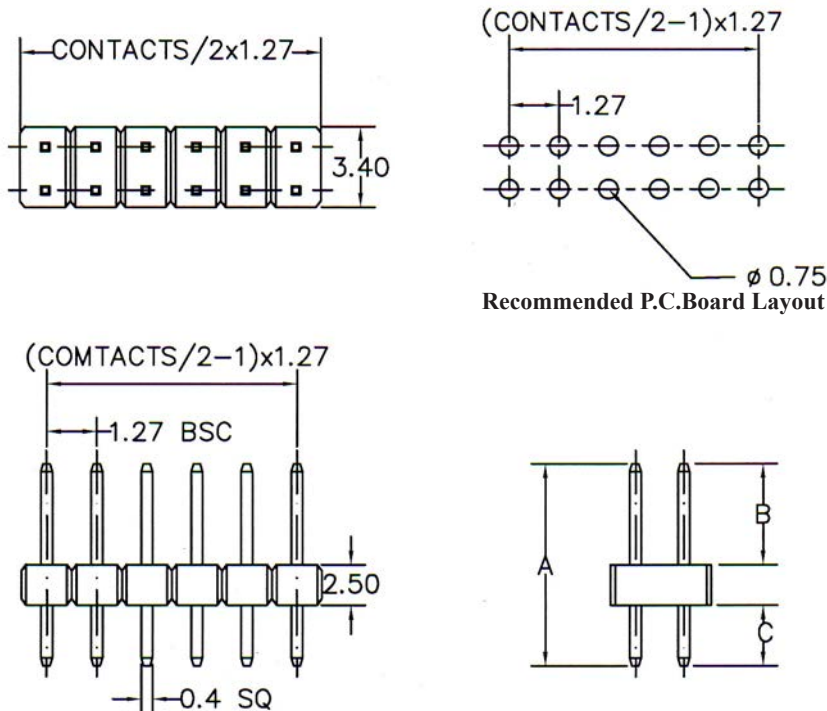 CONTACTS/2x1.27
3.40
(CONTACTS/2-1)x1.27
1.27
ø 0.75
Recommended P.C.Board Layout
(COMTACTS/2-1)x1.27
1.27 BSC
2.50
0.4 SQ
A
B
C